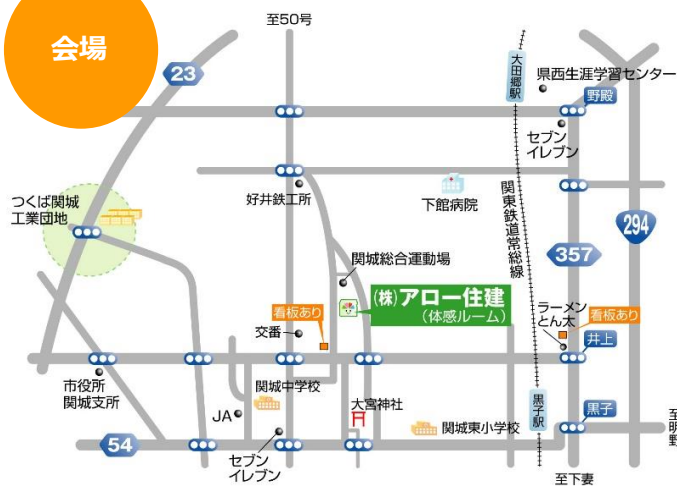 会場
至50号
23
大田郷駅
県西生涯学習センター
野殿
セブン
イレブン
つくば関城
工業団地
好井鉄工所
下館病院
関東鉄道常総線
294
357
関城総合運動場
(株)アロー住建
(体感ルーム)
看板あり
交番
ラーメン
とん太
看板あり
井上
市役所
関城支所
関城中学校
JA
大宮神社
黒子駅
黒子
関城東小学校
至明野
54
セブン
イレブン
至下妻